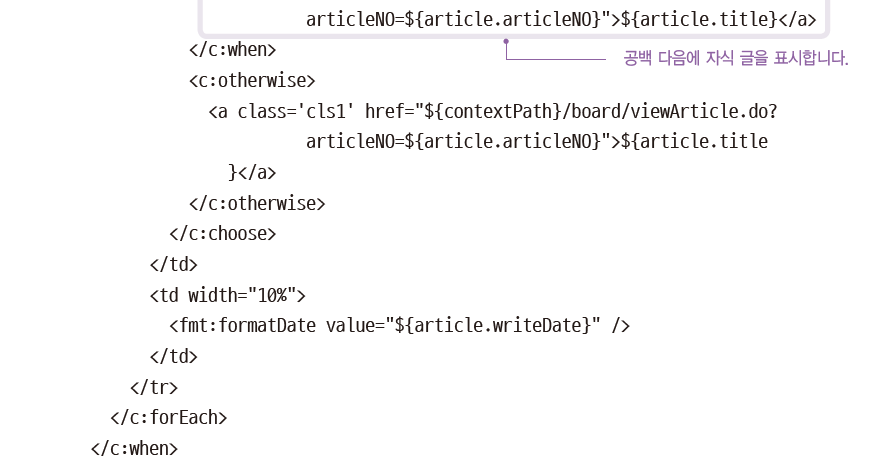 articleNO=${article.articleNO}">${article.title}</a>
</c:when>
공백 다음에 자식 글을 표시합니다.
<c:otherwise>
<a class='cls1' href="${contextPath}/board/viewArticle.do?
articleNO=${article.articleNO}">${article.title
}</a>
</c:otherwise>
</c:choose>
</td>
<td width="10%">
<fmt:formatDate value="${article.writeDate}" />
</td>
</tr>
</c:forEach>
</c:when>